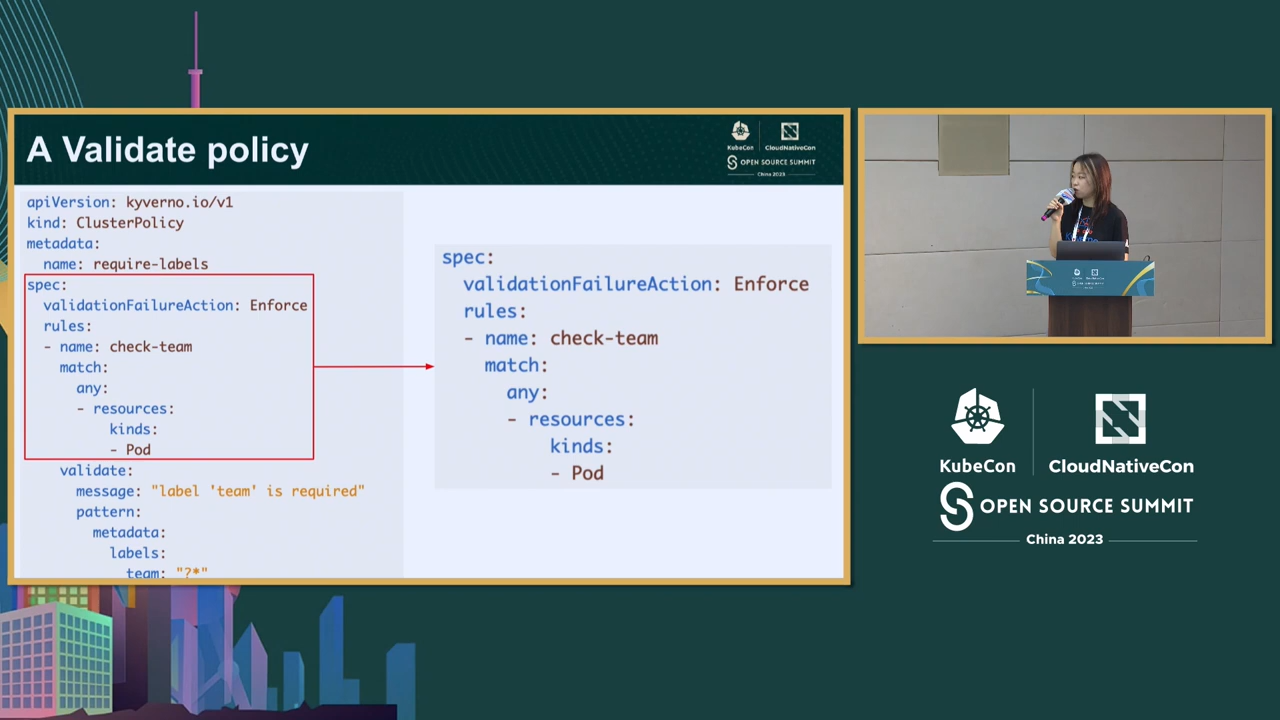 A Validate policy
KubeCon
CloudNativeCon
OPEN SOURCE SUMMIT
China 2023
apiVersion: kyverno.io/v1
kind: ClusterPolicy
metadata:
  name: require-labels
spec:
  validationFailureAction: Enforce
  rules:
  - name: check-team
    match:
      any:
      - resources:
          kinds:
          - Pod
    validate:
      message: "label 'team' is required"
      pattern:
        metadata:
          labels:
            team: "?*"
spec:
  validationFailureAction: Enforce
  rules:
  - name: check-team
    match:
      any:
      - resources:
          kinds:
          - Pod
KubeCon
CloudNativeCon
OPEN SOURCE SUMMIT
China 2023